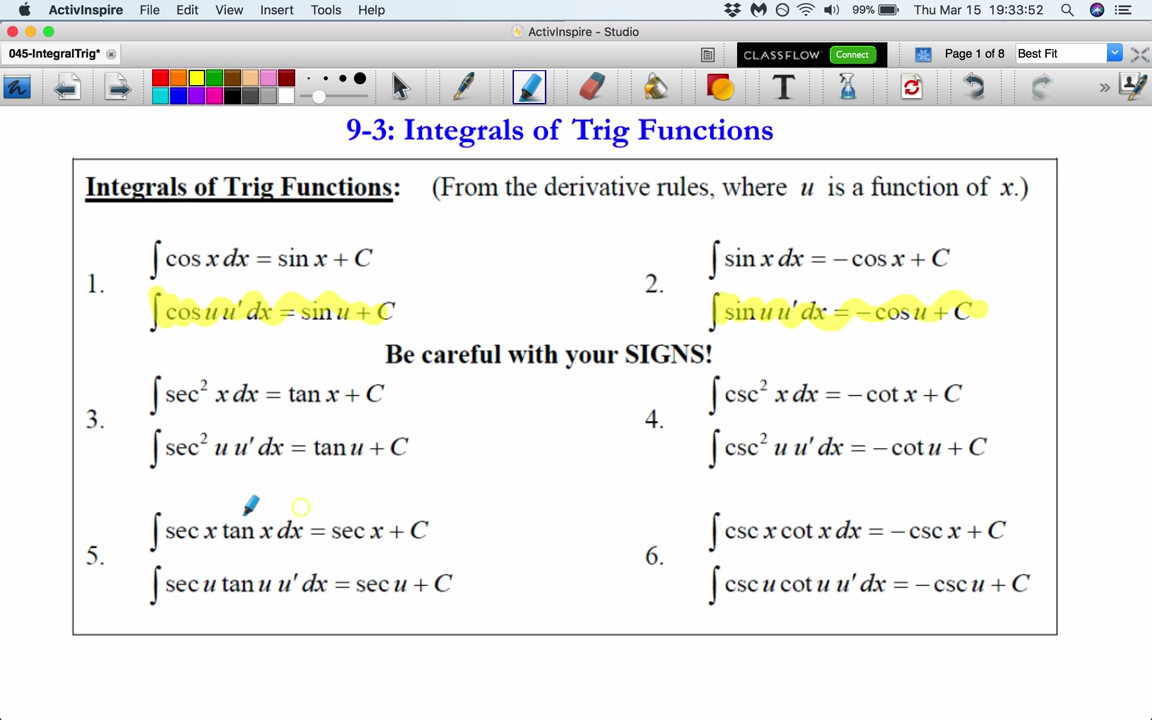 ActivInspire File Edit View Insert Tools Help 99% Thu Mar 15 19:33:52
ActivInspire - Studio
045-IntegralTrig* CLASSFLOW Connect Page 1 of 8 Best Fit
T »
9-3: Integrals of Trig Functions
Integrals of Trig Functions: (From the derivative rules, where u is a function of x.)
1. ∫ cos x dx = sin x + C
∫ cos u u' dx = sin u + C
2. ∫ sin x dx = − cos x + C
∫ sin u u' dx = − cos u + C
Be careful with your SIGNS!
3. ∫ sec² x dx = tan x + C
∫ sec² u u' dx = tan u + C
4. ∫ csc² x dx = − cot x + C
∫ csc² u u' dx = − cot u + C
5. ∫ sec x tan x dx = sec x + C
∫ sec u tan u u' dx = sec u + C
6. ∫ csc x cot x dx = − csc x + C
∫ csc u cot u u' dx = − csc u + C